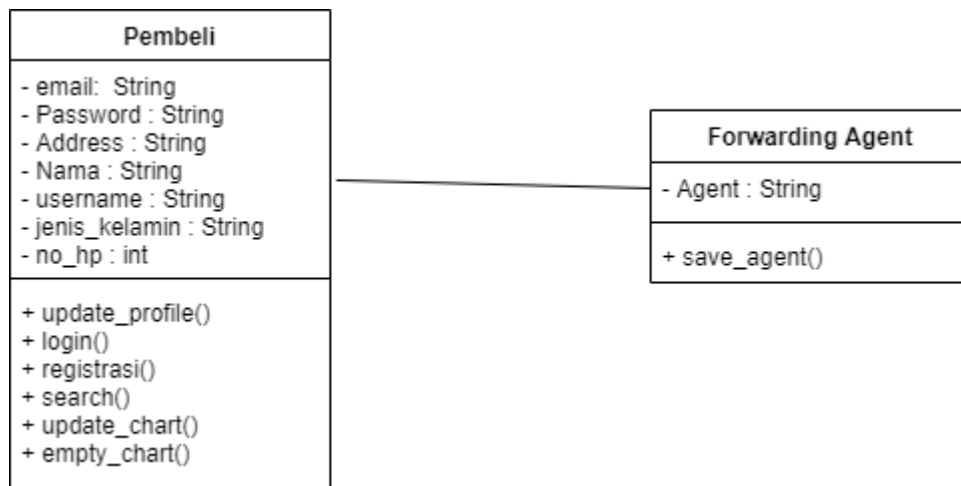 Pembeli
- email:  String
- Password : String
- Address : String
- Nama : String
- username : String
- jenis_kelamin : String
- no_hp : int
+ update_profile()
+ login()
+ registrasi()
+ search()
+ update_chart()
+ empty_chart()
Forwarding Agent
- Agent : String
+ save_agent()